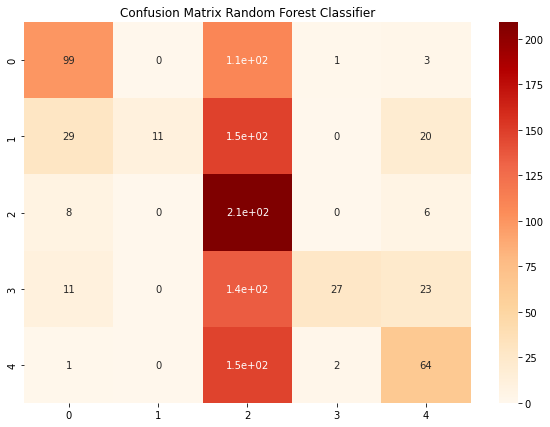 Confusion Matrix Random Forest Classifier
0 99 0 1.1e+02 1 3
1 29 11 1.5e+02 0 20
2 8 0 2.1e+02 0 6
3 11 0 1.4e+02 27 23
4 1 0 1.5e+02 2 64
0 1 2 3 4
200
175
150
125
100
75
50
25
0